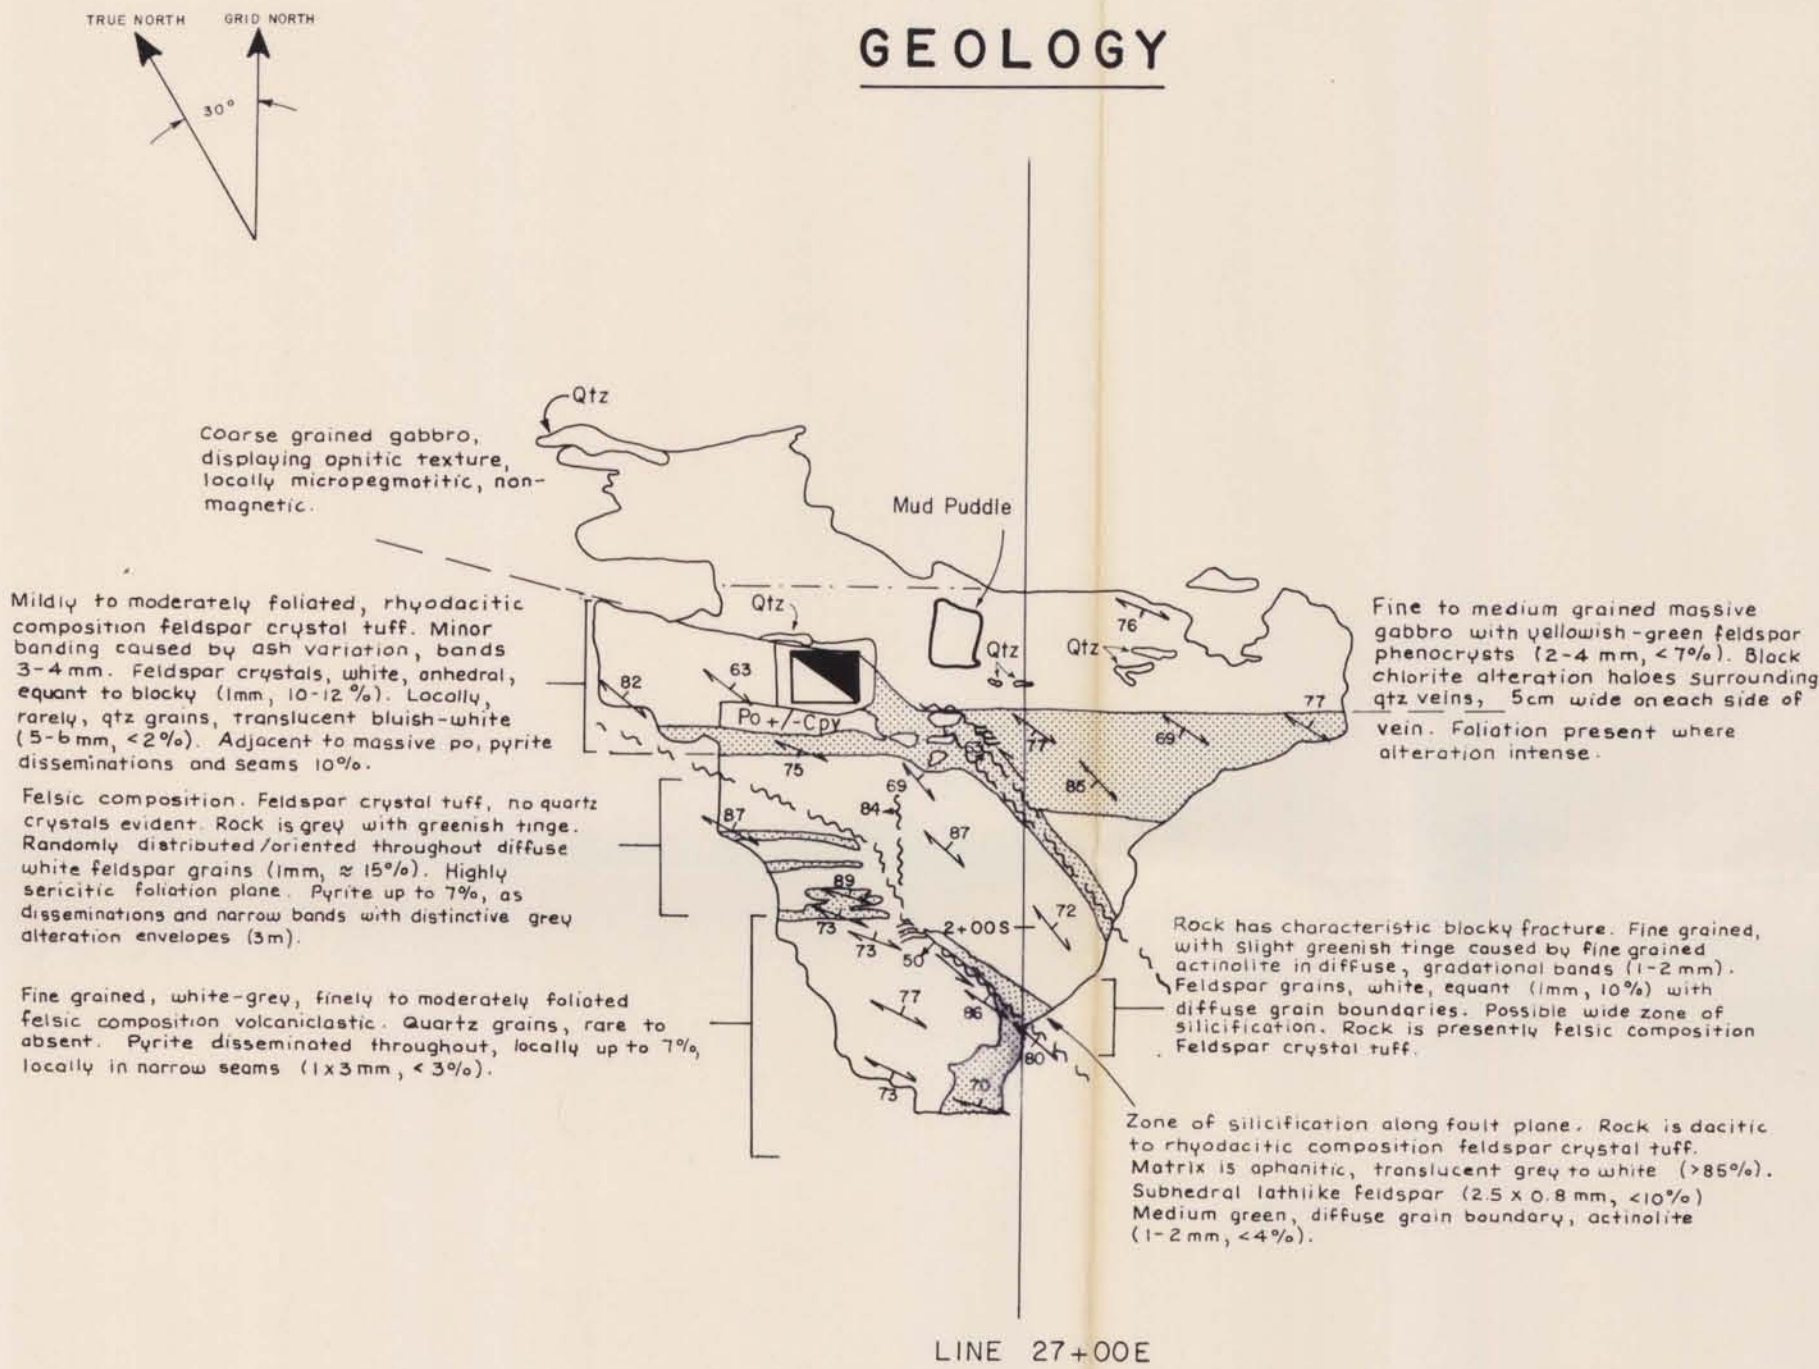 TRUE NORTH GRID NORTH
30°
GEOLOGY
Qtz
Coarse grained gabbro,
displaying ophitic texture,
locally micropegmatitic, non-
magnetic.
Mud Puddle
Mildly to moderately foliated, rhyodacitic
composition feldspar crystal tuff. Minor
banding caused by ash variation, bands
3-4 mm. Feldspar crystals, white, anhedral,
equant to blocky (1mm, 10-12 %). Locally,
rarely, qtz grains, translucent bluish-white
(5-6 mm, <2%). Adjacent to massive po, pyrite
disseminations and seams 10%.
Felsic composition. Feldspar crystal tuff, no quartz
crystals evident. Rock is grey with greenish tinge.
Randomly distributed/oriented throughout diffuse
white feldspar grains (1mm, ≈ 15%). Highly
sericitic foliation plane. Pyrite up to 7%, as
disseminations and narrow bands with distinctive grey
alteration envelopes (3m).
Fine grained, white-grey, finely to moderately foliated
felsic composition volcaniclastic. Quartz grains, rare to
absent. Pyrite disseminated throughout, locally up to 7%,
locally in narrow seams (1x3 mm, < 3%).
Qtz
Qtz
Qtz
76
82
63
Po +/- Cpy
77
77
69
63
75
69
85
84
87
87
89
73
73
72
2+00S
50
77
86
80
73
70
Fine to medium grained massive
gabbro with yellowish-green feldspar
phenocrysts (2-4 mm, < 7%). Black
chlorite alteration haloes surrounding
qtz veins, 5cm wide on each side of
vein. Foliation present where
alteration intense.
Rock has characteristic blocky fracture. Fine grained,
with slight greenish tinge caused by fine grained
actinolite in diffuse, gradational bands (1-2 mm).
Feldspar grains, white, equant (1mm, 10%) with
diffuse grain boundaries. Possible wide zone of
silicification. Rock is presently felsic composition
Feldspar crystal tuff.
Zone of silicification along fault plane. Rock is dacitic
to rhyodacitic composition feldspar crystal tuff.
Matrix is aphanitic, translucent grey to white (>85%).
Subhedral lathlike feldspar (2.5 x 0.8 mm, <10%)
Medium green, diffuse grain boundary, actinolite
(1-2 mm, <4%).
LINE 27+00E